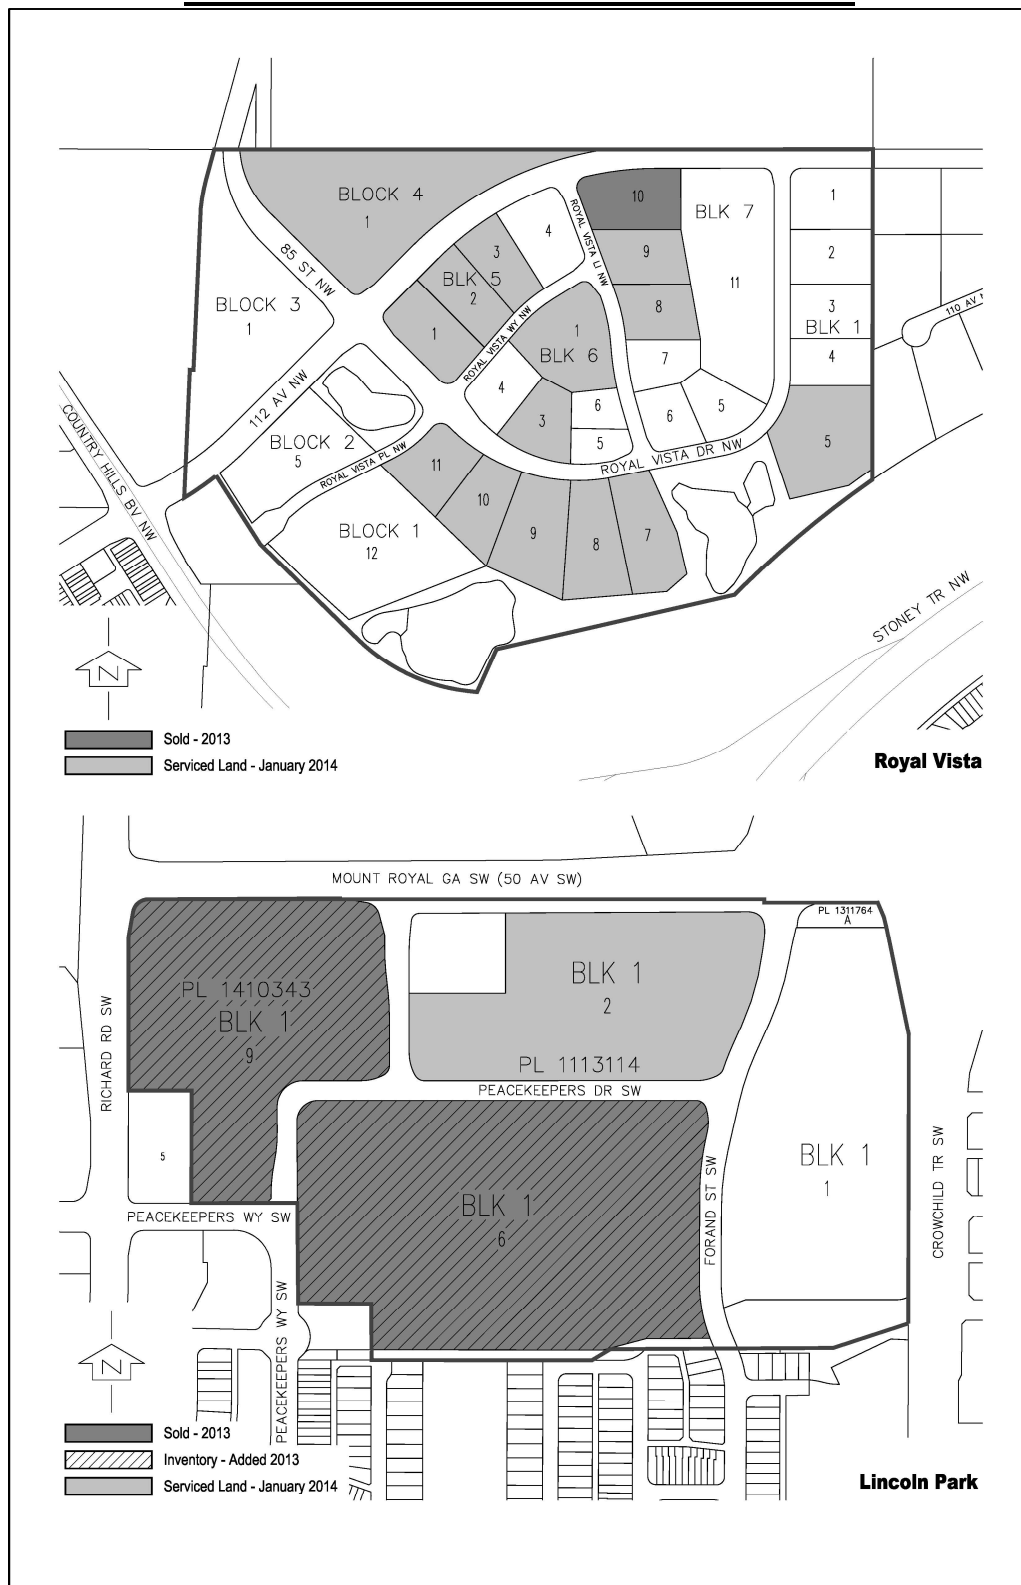 BLOCK 4
1
10
BLK 7
1
85 ST NW
ROYAL VISTA LI NW
4
3
9
2
BLK 5
2
11
BLOCK 3
1
8
3
BLK 1
110 AV N
1
ROYAL VISTA WY NW
1
BLK 6
7
4
112 AV NW
4
6
5
6
COUNTRY HILLS BV NW
BLOCK 2
5
3
5
5
ROYAL VISTA PL NW
11
ROYAL VISTA DR NW
10
BLOCK 1
12
9
8
7
STONEY TR NW
N
Sold - 2013
Serviced Land - January 2014
Royal Vista
MOUNT ROYAL GA SW (50 AV SW)
PL 1311764
A
PL 1410343
BLK 1
9
BLK 1
2
RICHARD RD SW
PL 1113114
PEACEKEEPERS DR SW
5
BLK 1
6
BLK 1
1
FORAND ST SW
CROWCHILD TR SW
PEACEKEEPERS WY SW
PEACEKEEPERS WY SW
N
Sold - 2013
Inventory - Added 2013
Serviced Land - January 2014
Lincoln Park